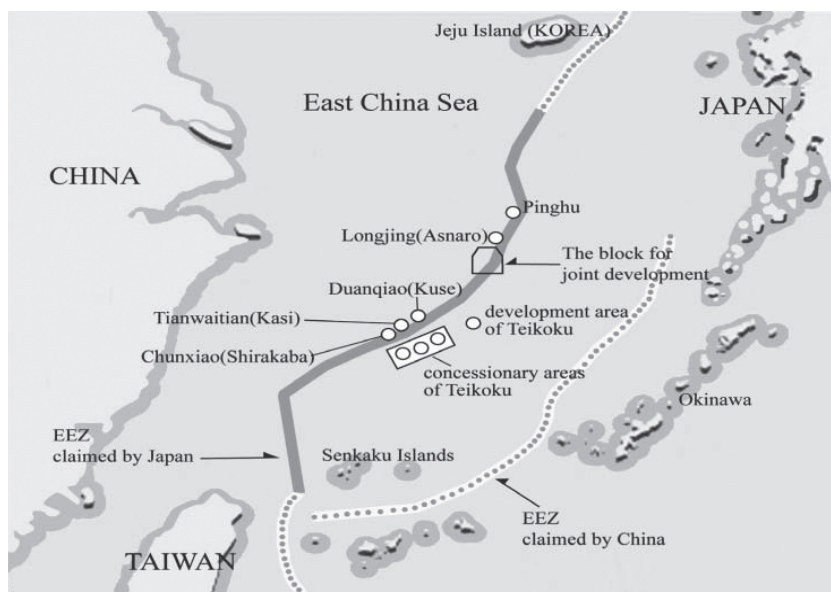 Jeju Island (KOREA)
East China Sea
JAPAN
CHINA
Pinghu
Longjing(Asnaro)
The block for
joint development
Duanqiao(Kuse)
Tianwaitian(Kasi)
development area
of Teikoku
Chunxiao(Shirakaba)
concessionary areas
of Teikoku
Okinawa
EEZ
claimed by Japan
Senkaku Islands
EEZ
claimed by China
TAIWAN